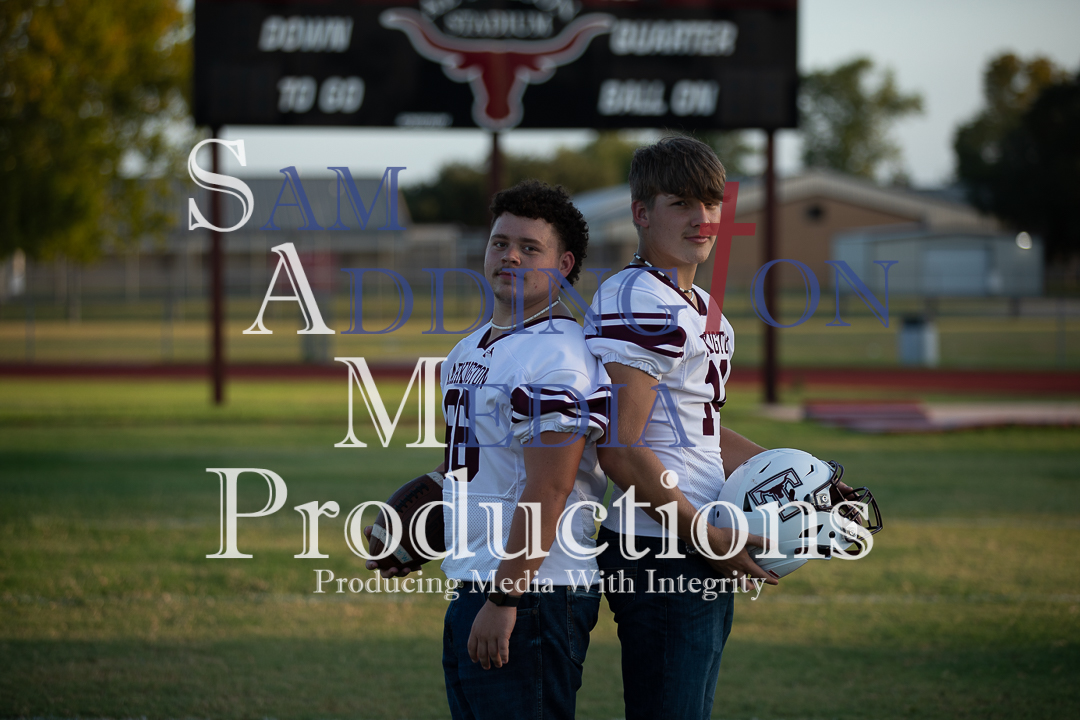 STADIUM
DOWN QUARTER
TO GO BALL ON
SAM
ADDINGTON
MEDIA
Productions
Producing Media With Integrity
T